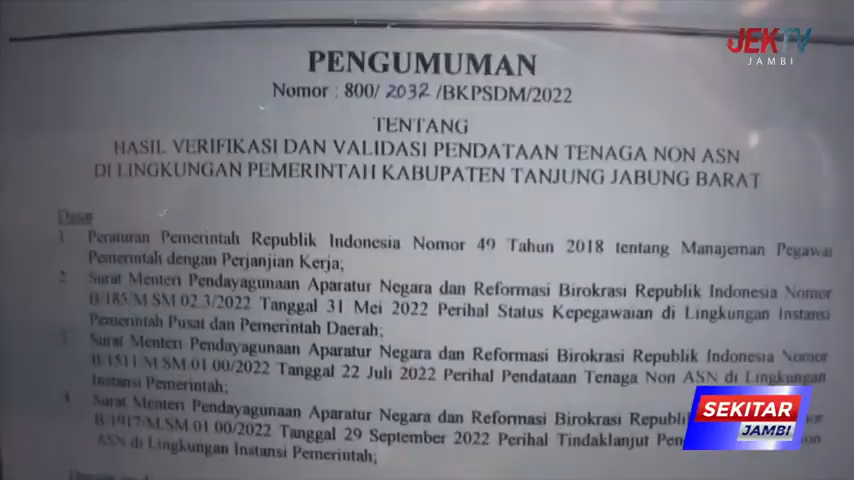 JEKTV
JAMBI
PENGUMUMAN
Nomor : 800/ 2032 /BKPSDM/2022
TENTANG
HASIL VERIFIKASI DAN VALIDASI PENDATAAN TENAGA NON ASN
DI LINGKUNGAN PEMERINTAH KABUPATEN TANJUNG JABUNG BARAT
Dasar
1 Peraturan Pemerintah Republik Indonesia Nomor 49 Tahun 2018 tentang Manajeman Pegawai
Pemerintah dengan Perjanjian Kerja;
2 Surat Menteri Pendayagunaan Aparatur Negara dan Reformasi Birokrasi Republik Indonesia Nomor
B/185/M.SM 02.3/2022 Tanggal 31 Mei 2022 Perihal Status Kepegawaian di Lingkungan Instansi
Pemerintah Pusat dan Pemerintah Daerah;
3 Surat Menteri Pendayagunaan Aparatur Negara dan Reformasi Birokrasi Republik Indonesia Nomor
B/1511/M.SM 01 00/2022 Tanggal 22 Juli 2022 Perihal Pendataan Tenaga Non ASN di Lingkungan
Instansi Pemerintah;
4 Surat Menteri Pendayagunaan Aparatur Negara dan Reformasi Birokrasi Republi
B/1917/M.SM 01 00/2022 Tanggal 29 September 2022 Perihal Tindaklanjut Pen
ASN di Lingkungan Instansi Pemerintah;
SEKITAR
JAMBI